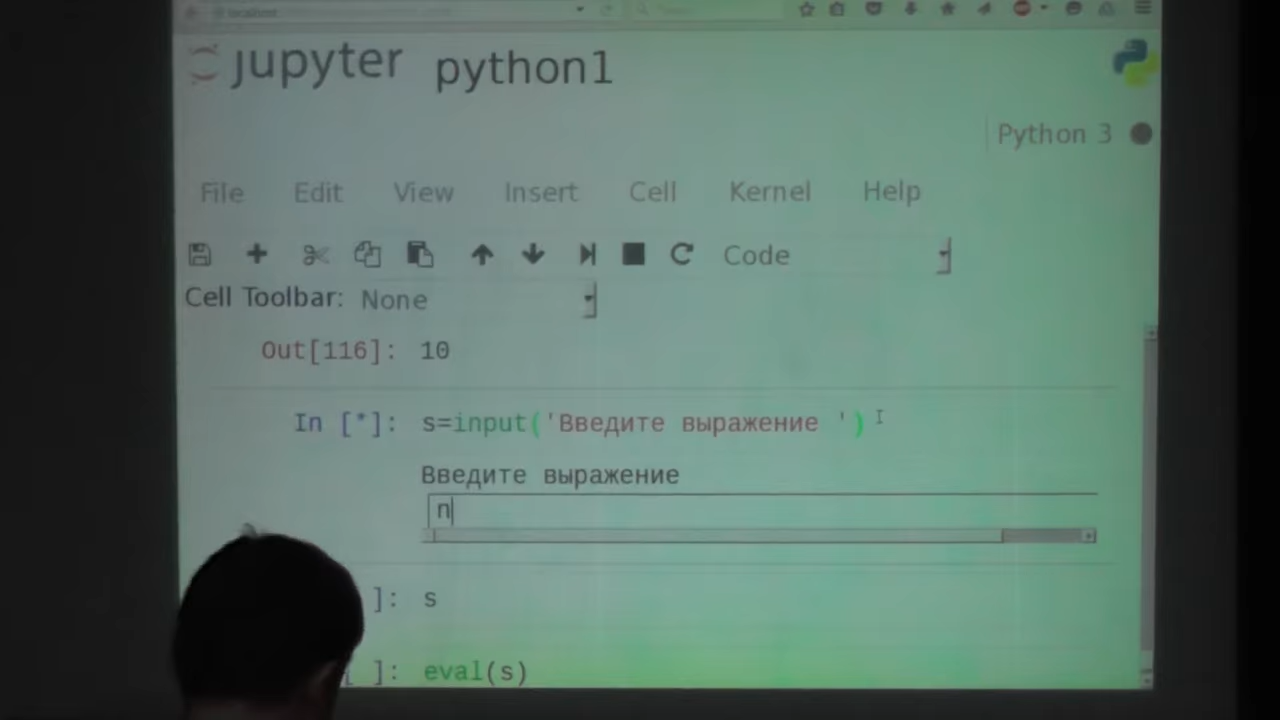 localhost
jupyter python1
Python 3
File Edit View Insert Cell Kernel Help
Code
Cell Toolbar: None
Out[116]: 10
In [*]: s=input('Введите выражение ')
Введите выражение
n
]: s
[ ]: eval(s)